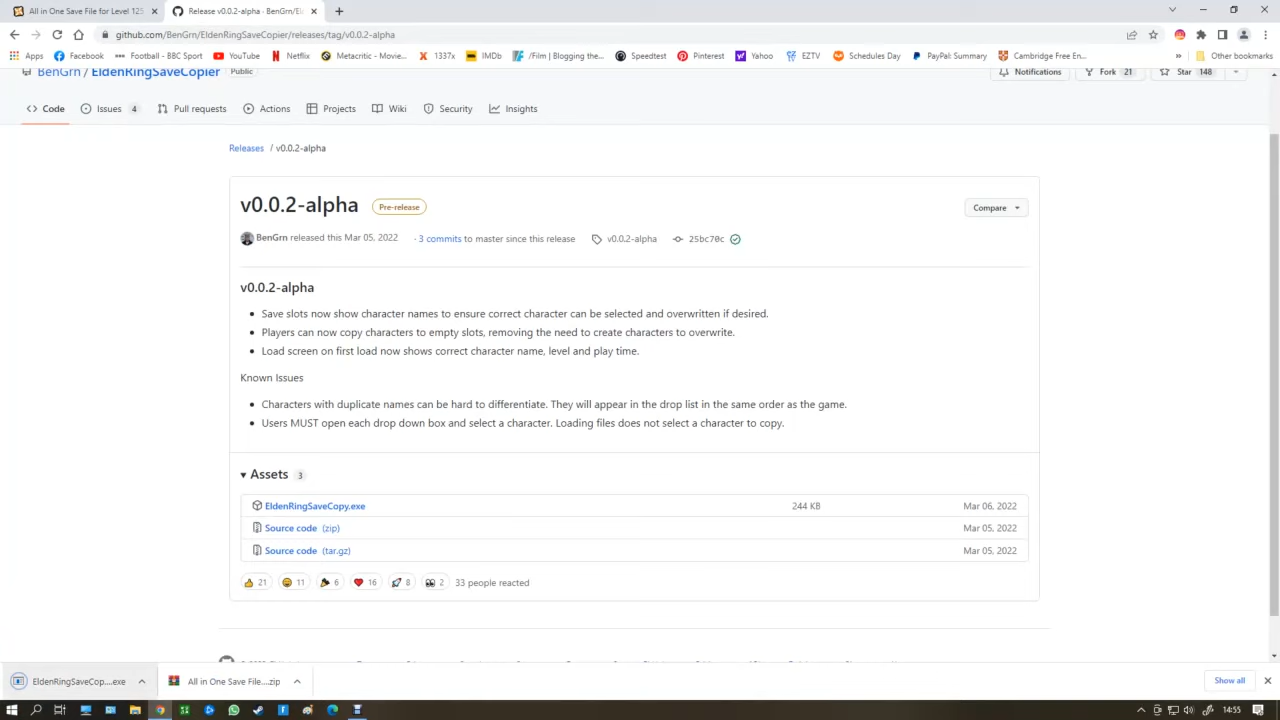 All in One Save File for Level 125
Release v0.0.2-alpha · BenGrn/El
github.com/BenGrn/EldenRingSaveCopier/releases/tag/v0.0.2-alpha
Apps Facebook Football - BBC Sport YouTube Netflix Metacritic - Movie... 1337x IMDb /Film | Blogging the... Speedtest Pinterest Yahoo EZTV Schedules Day PayPal: Summary Cambridge Free En... » Other bookmarks
BenGrn / EldenRingSaveCopier Public Notifications Fork 21 Star 148
<> Code Issues 4 Pull requests Actions Projects Wiki Security Insights
Releases / v0.0.2-alpha
v0.0.2-alpha Pre-release Compare
BenGrn released this Mar 05, 2022 · 3 commits to master since this release v0.0.2-alpha 25bc70c
v0.0.2-alpha
• Save slots now show character names to ensure correct character can be selected and overwritten if desired.
• Players can now copy characters to empty slots, removing the need to create characters to overwrite.
• Load screen on first load now shows correct character name, level and play time.
Known Issues
• Characters with duplicate names can be hard to differentiate. They will appear in the drop list in the same order as the game.
• Users MUST open each drop down box and select a character. Loading files does not select a character to copy.
Assets 3
EldenRingSaveCopy.exe 244 KB Mar 06, 2022
Source code (zip) Mar 05, 2022
Source code (tar.gz) Mar 05, 2022
21 11 6 16 8 2 33 people reacted
EldenRingSaveCop....exe All in One Save File....zip Show all
14:55